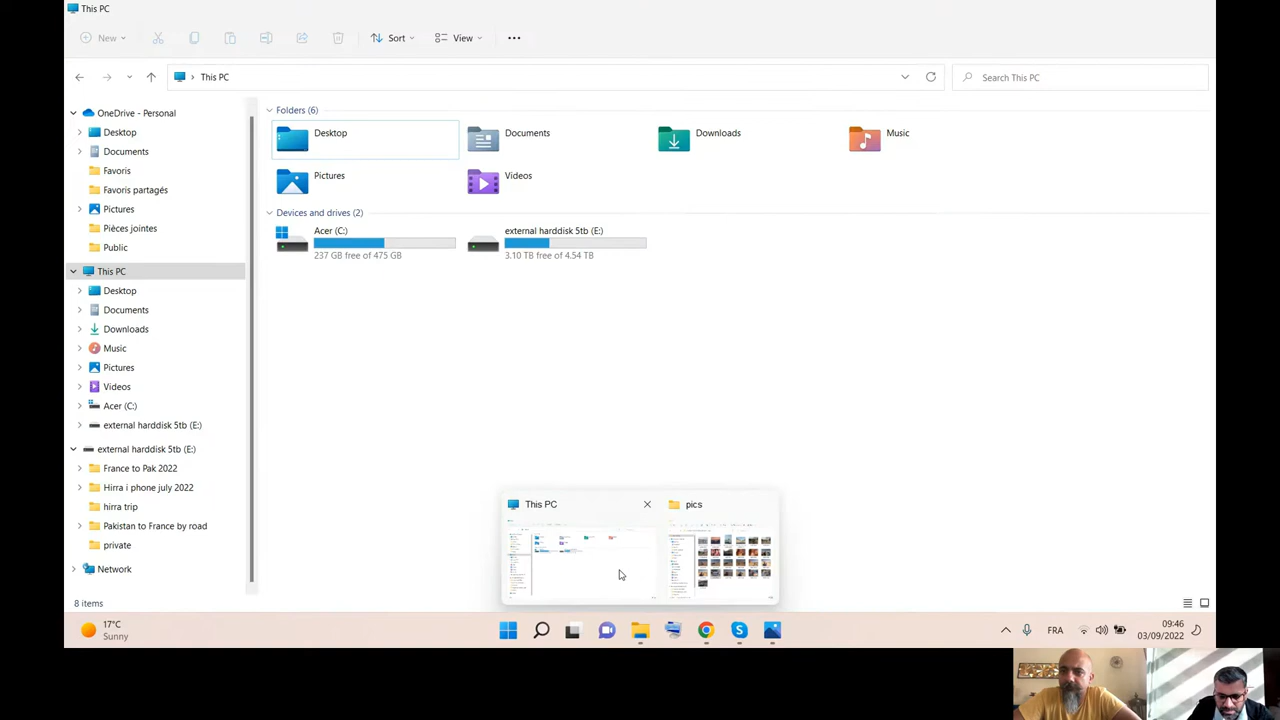 This PC
New
Sort
View
This PC
Search This PC
OneDrive - Personal
Desktop
Documents
Favoris
Favoris partagés
Pictures
Pièces jointes
Public
This PC
Desktop
Documents
Downloads
Music
Pictures
Videos
Acer (C:)
external harddisk 5tb (E:)
external harddisk 5tb (E:)
France to Pak 2022
Hirra i phone july 2022
hirra trip
Pakistan to France by road
private
Network
Folders (6)
Desktop
Documents
Downloads
Music
Pictures
Videos
Devices and drives (2)
Acer (C:)
237 GB free of 475 GB
external harddisk 5tb (E:)
3.10 TB free of 4.54 TB
This PC
pics
8 items
17°C
Sunny
FRA
09:46
03/09/2022